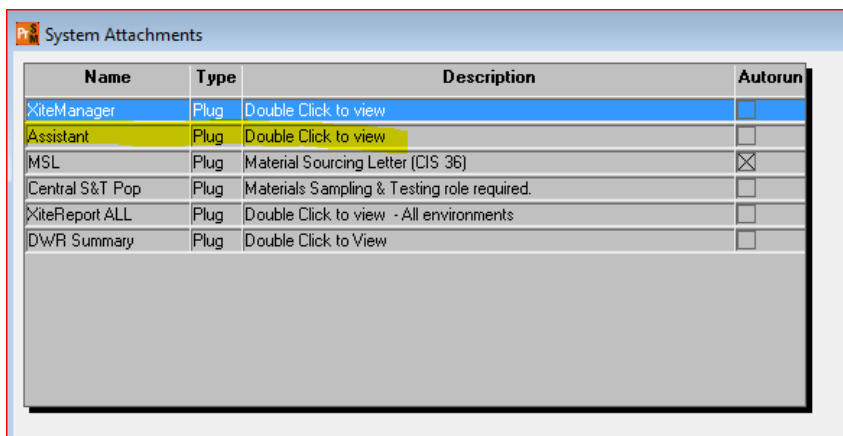 PrSM System Attachments
Name Type Description Autorun
XiteManager Plug Double Click to view
Assistant Plug Double Click to view
MSL Plug Material Sourcing Letter (CIS 36)
Central S&T Pop Plug Materials Sampling & Testing role required.
XiteReport ALL Plug Double Click to view - All environments
DWR Summary Plug Double Click to View